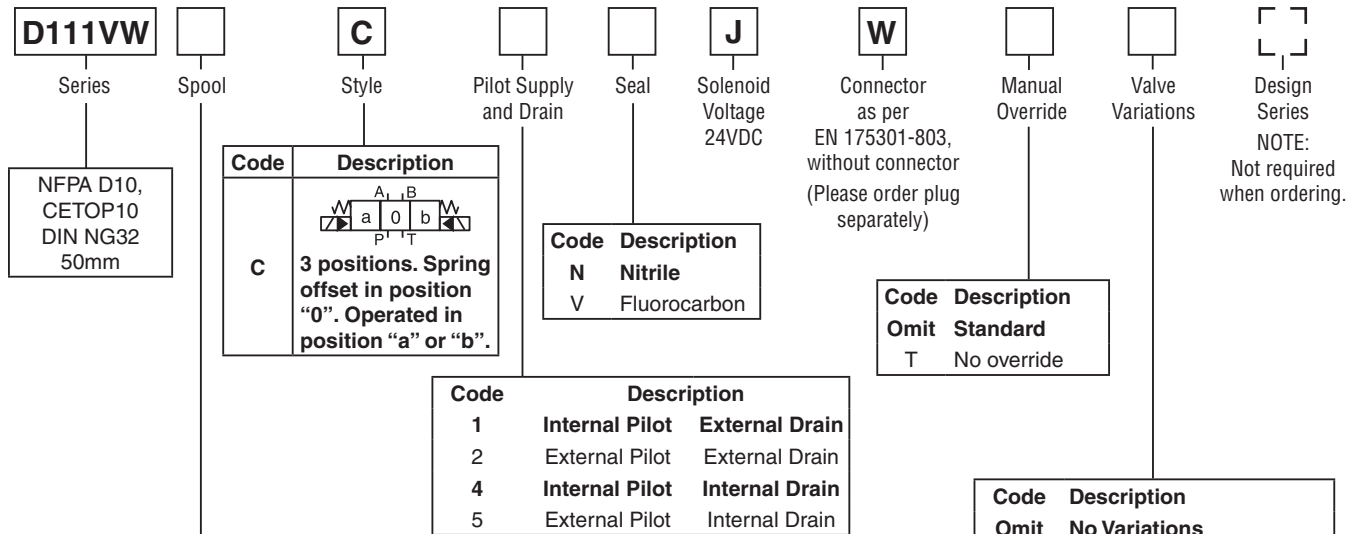 D111VW C J W
Series
Spool
Style
Pilot Supply
and Drain
Seal
Solenoid
Voltage
24VDC
Connector
as per
EN 175301-803,
without connector
(Please order plug
separately)
Manual
Override
Valve
Variations
Design
Series
NOTE:
Not required
when ordering.
NFPA D10,
CETOP10
DIN NG32
50mm
Code Description
A B
a 0 b
P T
C
3 positions. Spring
offset in position
“0”. Operated in
position “a” or “b”.
Code Description
N Nitrile
V Fluorocarbon
Code Description
Omit Standard
T No override
Code Description
1 Internal Pilot External Drain
2 External Pilot External Drain
4 Internal Pilot Internal Drain
5 External Pilot Internal Drain
Code Description
Omit No Variations